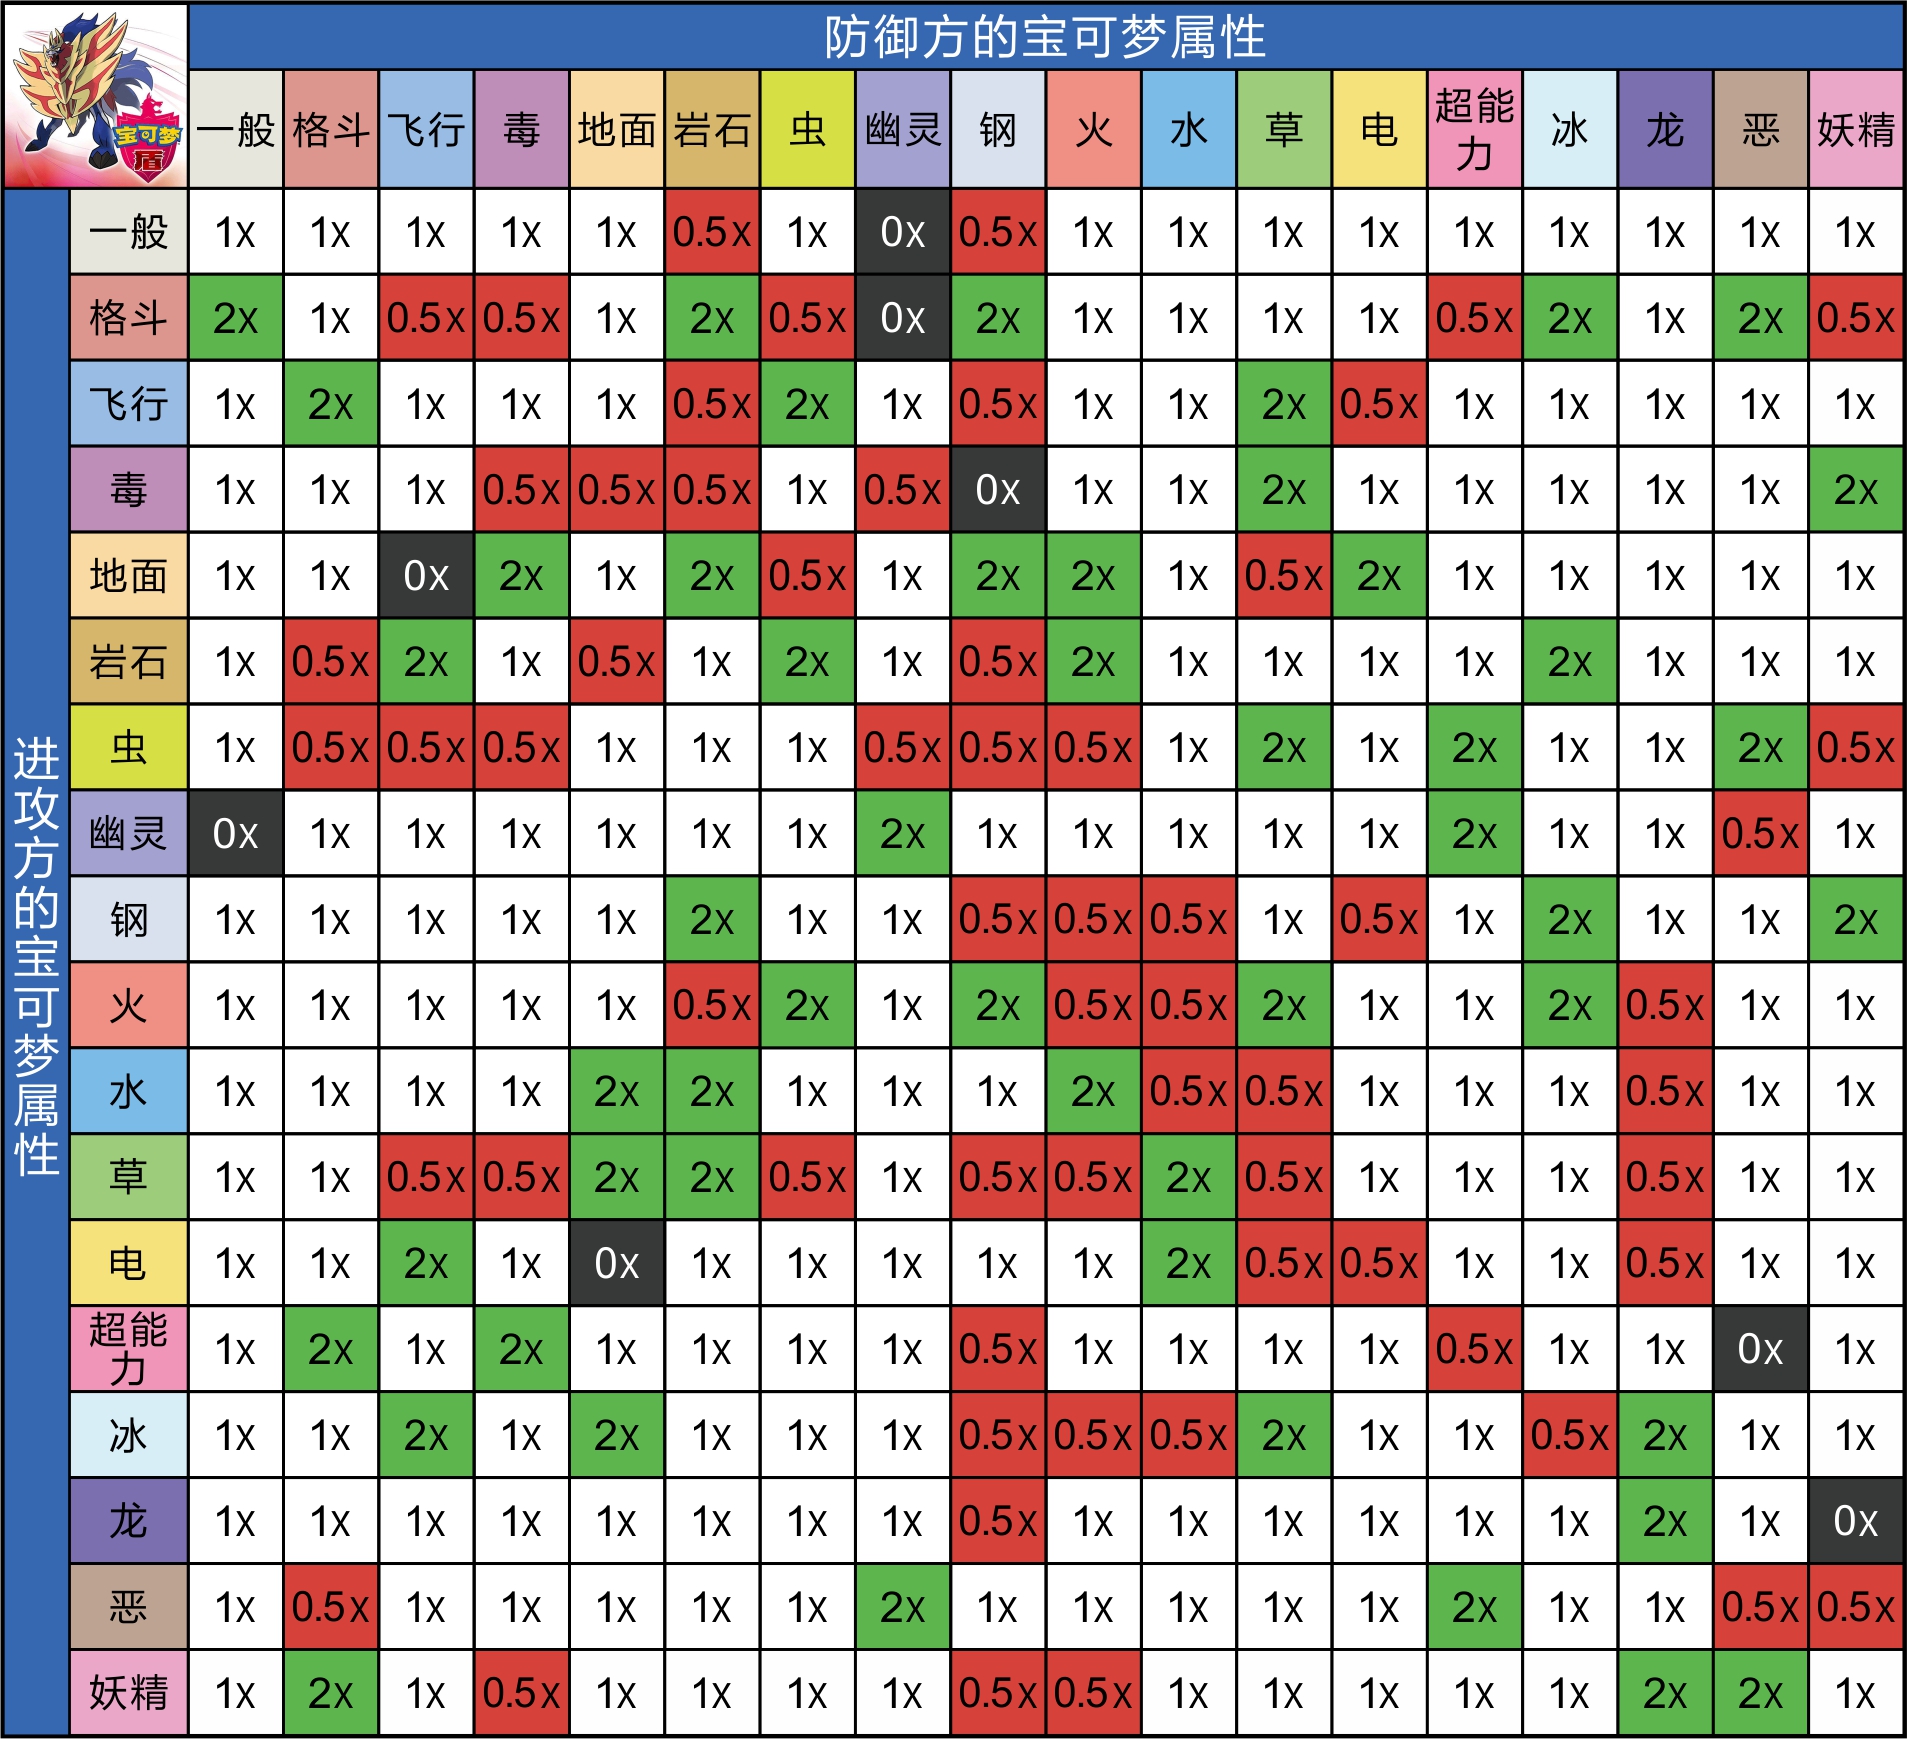 防御方的宝可梦属性
宝可梦
盾
一般 格斗 飞行 毒 地面 岩石 虫 幽灵 钢 火 水 草 电 超能力 冰 龙 恶 妖精
进攻方的宝可梦属性
一般 1x 1x 1x 1x 1x 0.5x 1x 0x 0.5x 1x 1x 1x 1x 1x 1x 1x 1x 1x
格斗 2x 1x 0.5x 0.5x 1x 2x 0.5x 0x 2x 1x 1x 1x 1x 0.5x 2x 1x 2x 0.5x
飞行 1x 2x 1x 1x 1x 0.5x 2x 1x 0.5x 1x 1x 2x 0.5x 1x 1x 1x 1x 1x
毒 1x 1x 1x 0.5x 0.5x 0.5x 1x 0.5x 0x 1x 1x 2x 1x 1x 1x 1x 1x 2x
地面 1x 1x 0x 2x 1x 2x 0.5x 1x 2x 2x 1x 0.5x 2x 1x 1x 1x 1x 1x
岩石 1x 0.5x 2x 1x 0.5x 1x 2x 1x 0.5x 2x 1x 1x 1x 1x 2x 1x 1x 1x
虫 1x 0.5x 0.5x 0.5x 1x 1x 1x 0.5x 0.5x 0.5x 1x 2x 1x 2x 1x 1x 2x 0.5x
幽灵 0x 1x 1x 1x 1x 1x 1x 2x 1x 1x 1x 1x 1x 2x 1x 1x 0.5x 1x
钢 1x 1x 1x 1x 1x 2x 1x 1x 0.5x 0.5x 0.5x 1x 0.5x 1x 2x 1x 1x 2x
火 1x 1x 1x 1x 1x 0.5x 2x 1x 2x 0.5x 0.5x 2x 1x 1x 2x 0.5x 1x 1x
水 1x 1x 1x 1x 2x 2x 1x 1x 1x 2x 0.5x 0.5x 1x 1x 1x 0.5x 1x 1x
草 1x 1x 0.5x 0.5x 2x 2x 0.5x 1x 0.5x 0.5x 2x 0.5x 1x 1x 1x 0.5x 1x 1x
电 1x 1x 2x 1x 0x 1x 1x 1x 1x 1x 2x 0.5x 0.5x 1x 1x 0.5x 1x 1x
超能力 1x 2x 1x 2x 1x 1x 1x 1x 0.5x 1x 1x 1x 1x 0.5x 1x 1x 0x 1x
冰 1x 1x 2x 1x 2x 1x 1x 1x 0.5x 0.5x 0.5x 2x 1x 1x 0.5x 2x 1x 1x
龙 1x 1x 1x 1x 1x 1x 1x 1x 0.5x 1x 1x 1x 1x 1x 1x 2x 1x 0x
恶 1x 0.5x 1x 1x 1x 1x 1x 2x 1x 1x 1x 1x 1x 2x 1x 1x 0.5x 0.5x
妖精 1x 2x 1x 0.5x 1x 1x 1x 1x 0.5x 0.5x 1x 1x 1x 1x 1x 2x 2x 1x